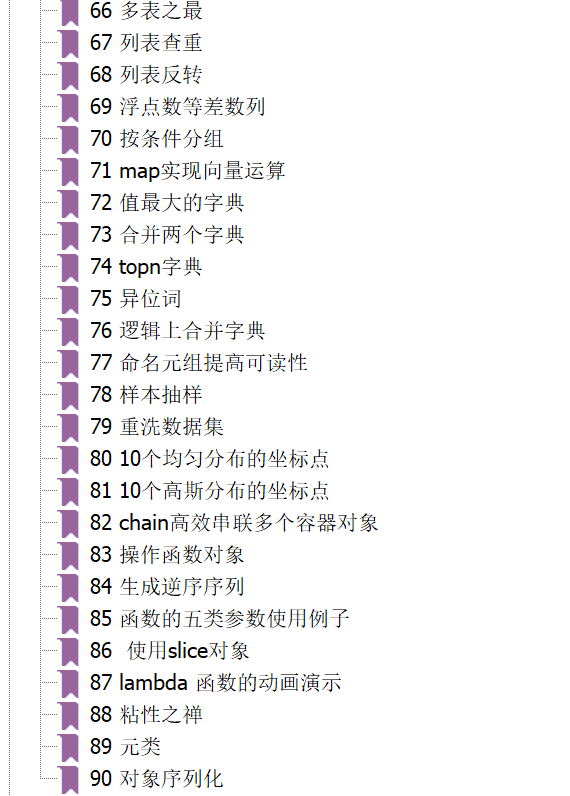 66 多表之最
67 列表查重
68 列表反转
69 浮点数等差数列
70 按条件分组
71 map实现向量运算
72 值最大的字典
73 合并两个字典
74 topn字典
75 异位词
76 逻辑上合并字典
77 命名元组提高可读性
78 样本抽样
79 重洗数据集
80 10个均匀分布的坐标点
81 10个高斯分布的坐标点
82 chain高效串联多个容器对象
83 操作函数对象
84 生成逆序序列
85 函数的五类参数使用例子
86 使用slice对象
87 lambda 函数的动画演示
88 粘性之禅
89 元类
90 对象序列化